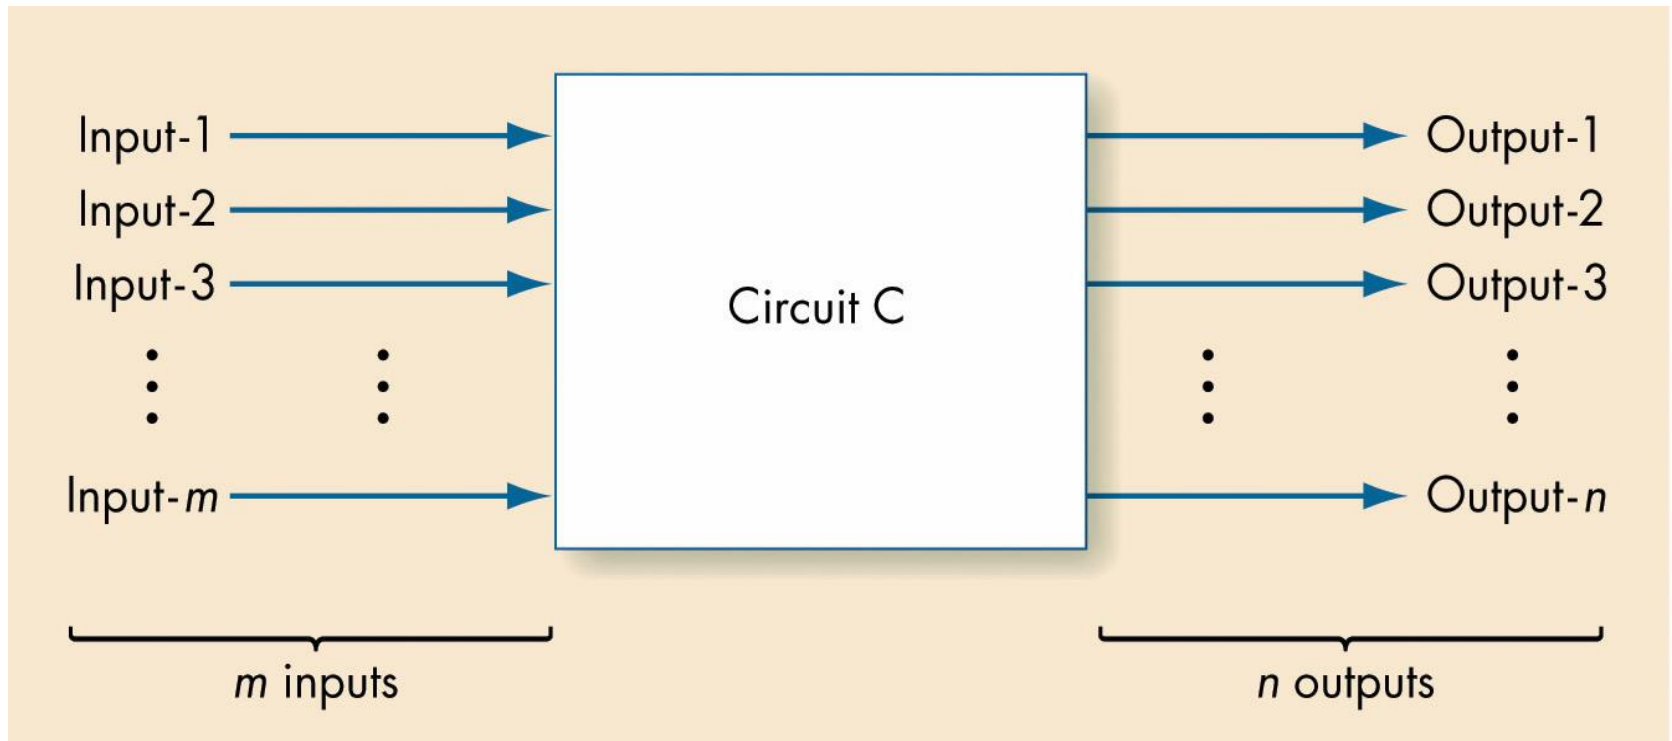 Input-1
Output-1
Input-2
Output-2
Input-3
Output-3
Circuit C
Input-m
Output-n
m inputs
n outputs